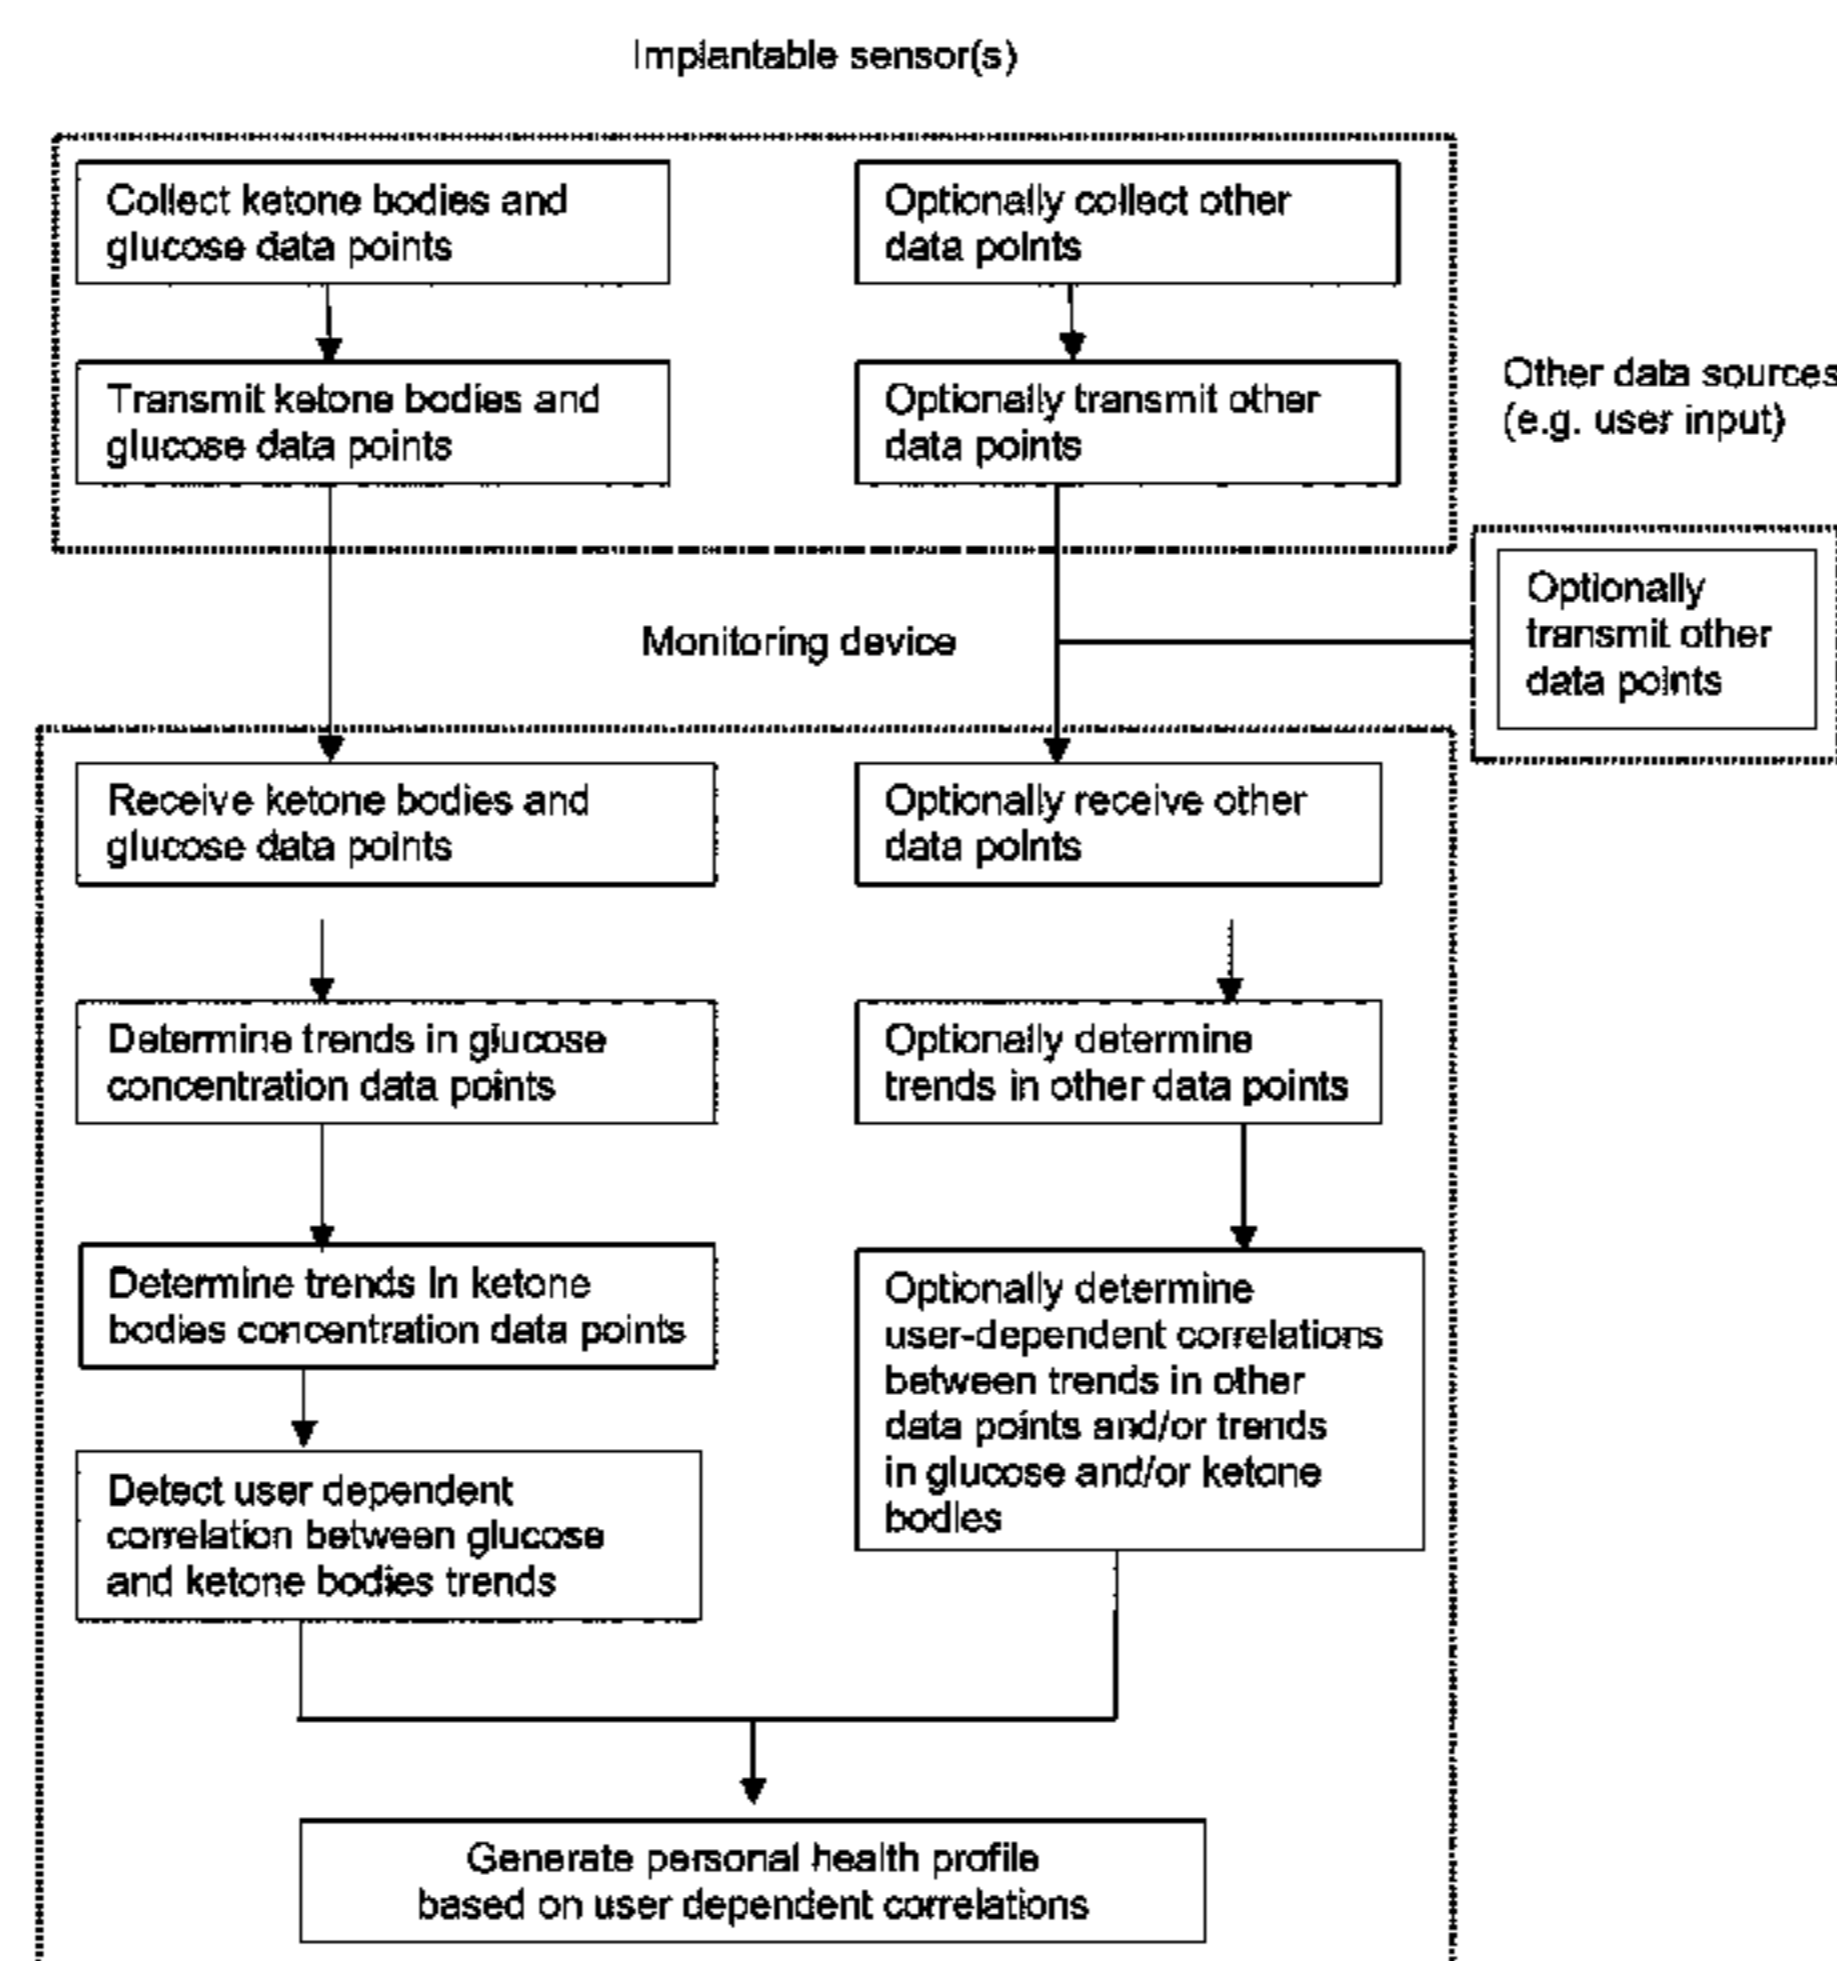 Implantable sensor(s)
Collect ketone bodies and
glucose data points
Optionally collect other
data points
Transmit ketone bodies and
glucose data points
Optionally transmit other
data points
Other data sources
(e.g. user input)
Optionally
transmit other
data points
Monitoring device
Receive ketone bodies and
glucose data points
Optionally receive other
data points
Determine trends in glucose
concentration data points
Optionally determine
trends in other data points
Determine trends in ketone
bodies concentration data points
Optionally determine
user-dependent correlations
between trends in other
data points and/or trends
in glucose and/or ketone
bodies
Detect user dependent
correlation between glucose
and ketone bodies trends
Generate personal health profile
based on user dependent correlations